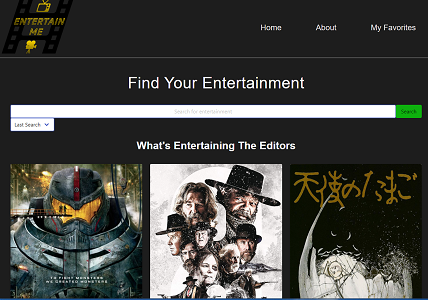 ENTERTAIN
ME
Home
About
My Favorites
Find Your Entertainment
Search for entertainment
Search
Last Search
What's Entertaining The Editors
TO FIGHT MONSTERS
WE CREATED MONSTERS
天使のたまご